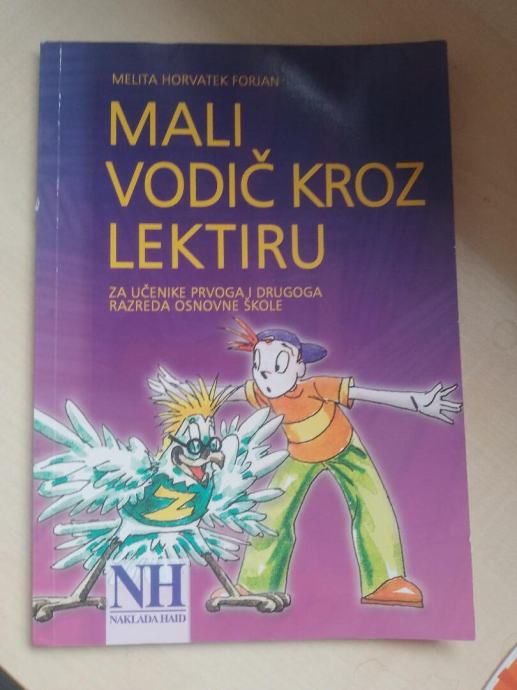 MELITA HORVATEK FORJAN
MALI
VODIČ KROZ
LEKTIRU
ZA UČENIKE PRVOGA I DRUGOGA
RAZREDA OSNOVNE ŠKOLE
Z
NH
NAKLADA HAID